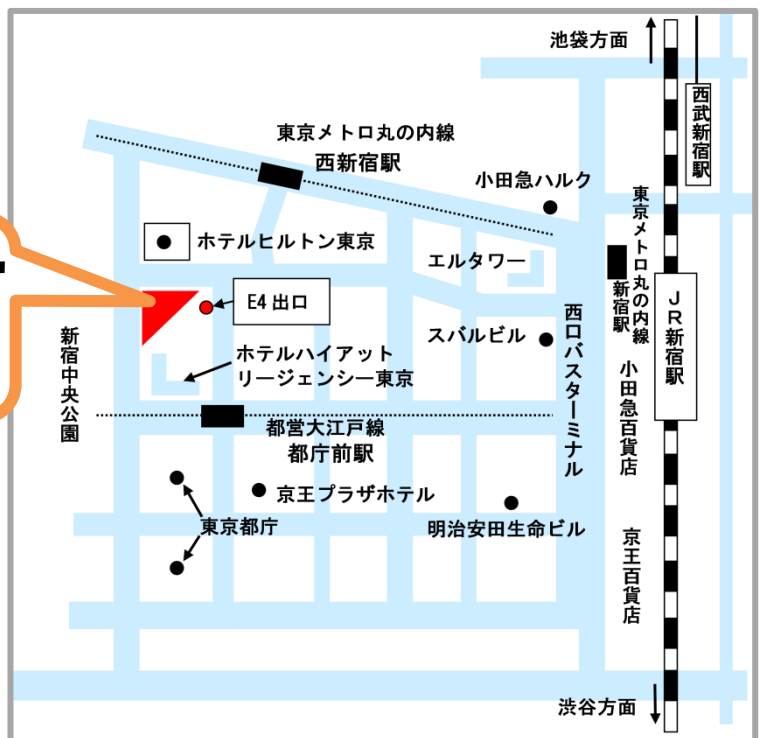 池袋方面
西武新宿駅
東京メトロ丸の内線
西新宿駅
小田急ハルク
東京メトロ丸の内線
新宿駅
ホテルヒルトン東京
エルタワー
E4 出口
JR新宿駅
西口バスターミナル
スバルビル
新宿中央公園
ホテルハイアット
リージェンシー東京
小田急百貨店
都営大江戸線
都庁前駅
京王プラザホテル
東京都庁
明治安田生命ビル
京王百貨店
渋谷方面